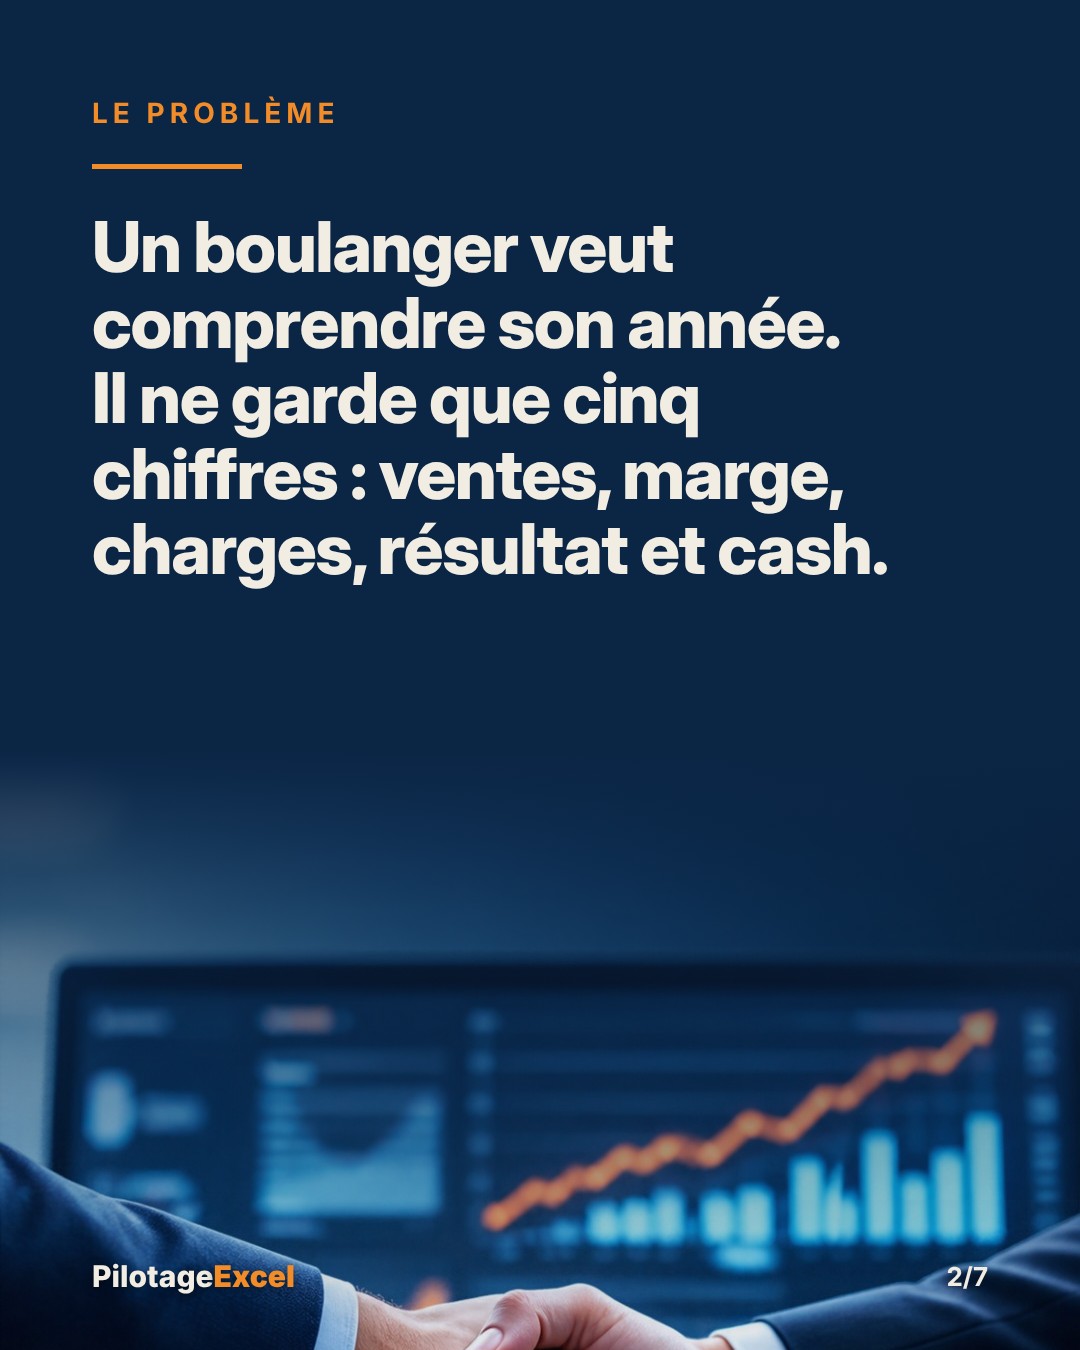 LE PROBLÈME
Un boulanger veut
comprendre son année.
Il ne garde que cinq
chiffres : ventes, marge,
charges, résultat et cash.
PilotageExcel
2/7